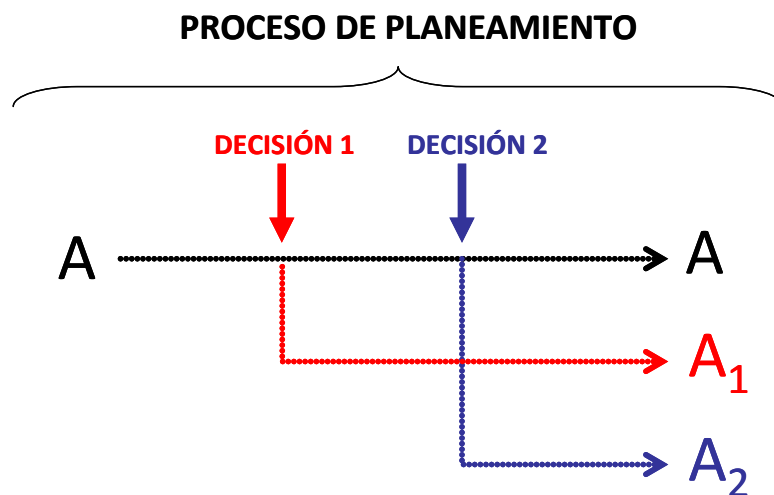 PROCESO DE PLANEAMIENTO
DECISIÓN 1 DECISIÓN 2
A A
A₁
A₂